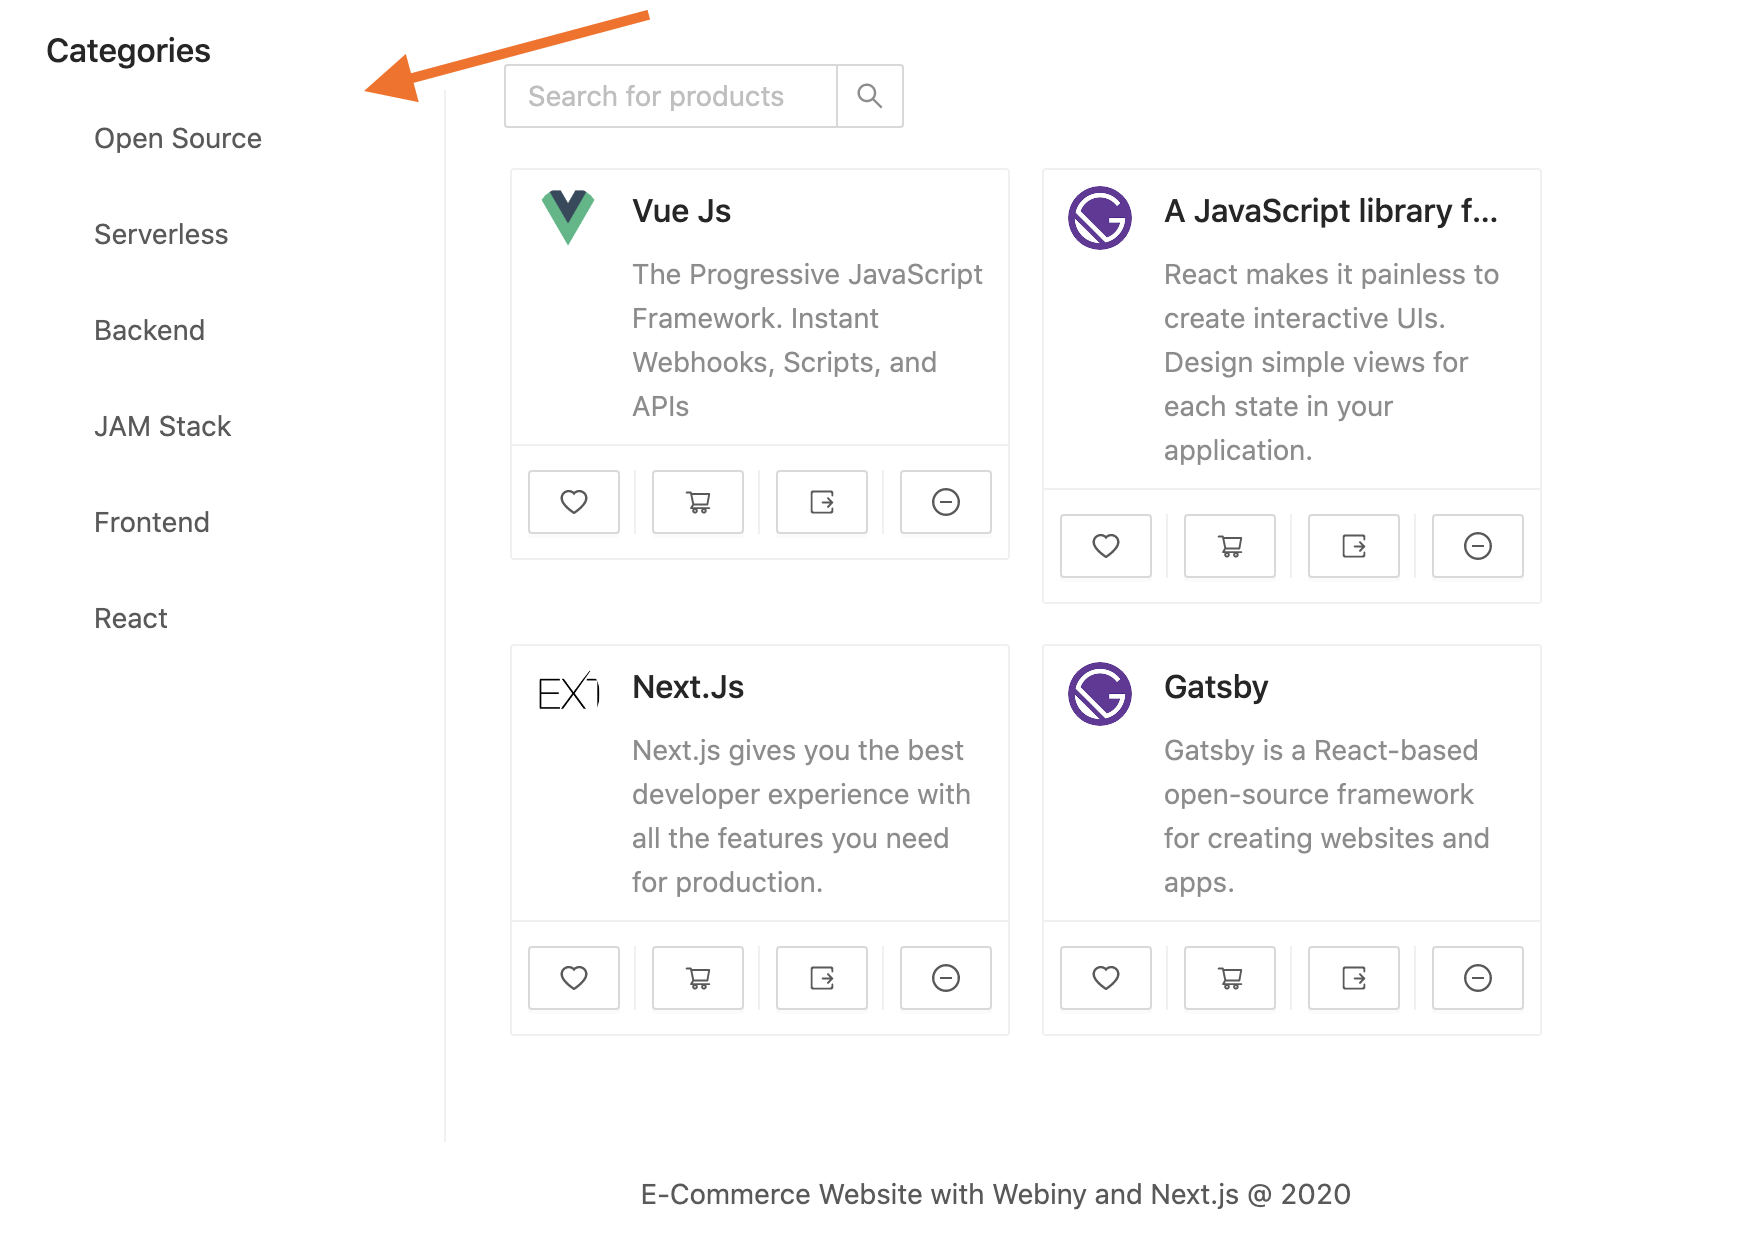 Categories
Open Source
Serverless
Backend
JAM Stack
Frontend
React
Search for products
Vue Js
The Progressive JavaScript
Framework. Instant
Webhooks, Scripts, and
APIs
A JavaScript library f...
React makes it painless to
create interactive UIs.
Design simple views for
each state in your
application.
EXT
Next.Js
Next.js gives you the best
developer experience with
all the features you need
for production.
Gatsby
Gatsby is a React-based
open-source framework
for creating websites and
apps.
E-Commerce Website with Webiny and Next.js @ 2020